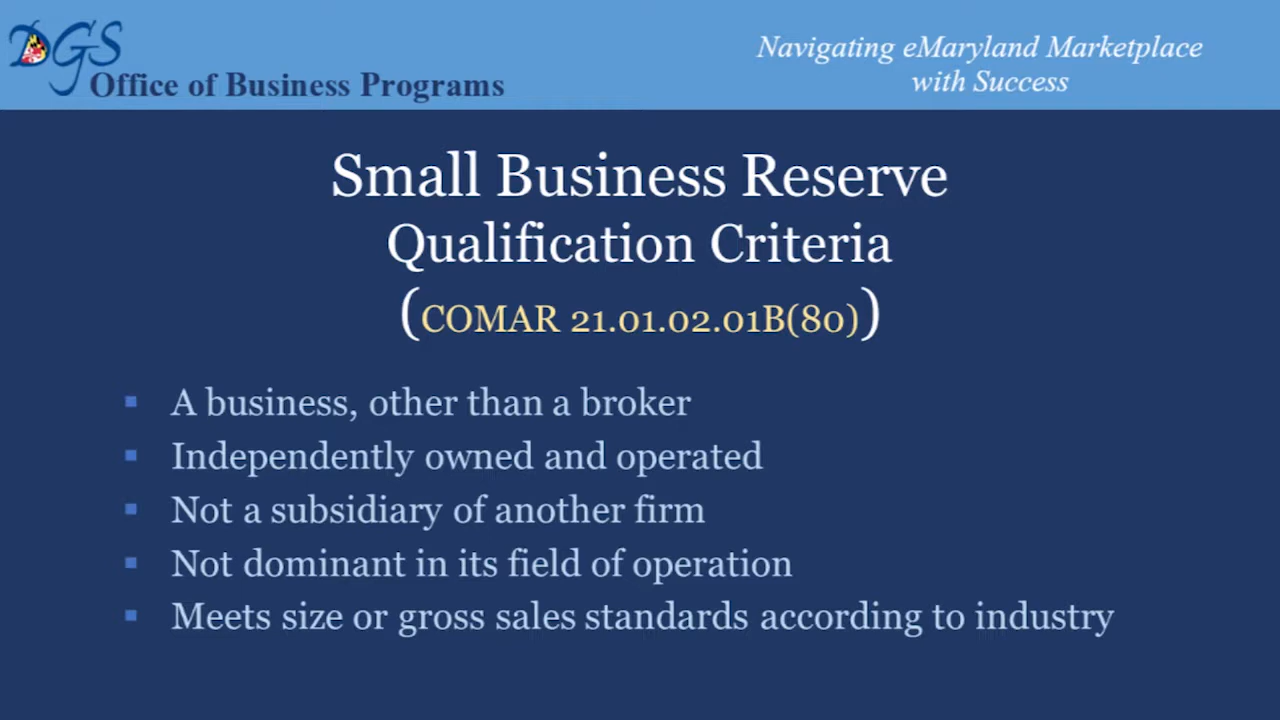 DGS
Office of Business Programs
Navigating eMaryland Marketplace
with Success
Small Business Reserve
Qualification Criteria
(COMAR 21.01.02.01B(80))
▪ A business, other than a broker
▪ Independently owned and operated
▪ Not a subsidiary of another firm
▪ Not dominant in its field of operation
▪ Meets size or gross sales standards according to industry